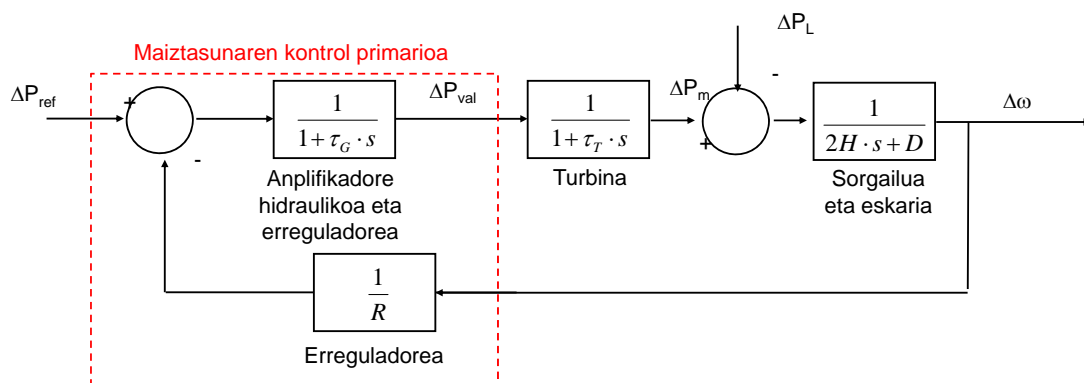 Maiztasunaren kontrol primarioa
ΔP_L
ΔP_ref
+
-
1
1 + τ_G · s
Anplifikadore
hidraulikoa eta
erreguladorea
ΔP_val
1
1 + τ_T · s
Turbina
ΔP_m
-
+
1
2H · s + D
Sorgailua
eta eskaria
Δω
1
R
Erreguladorea